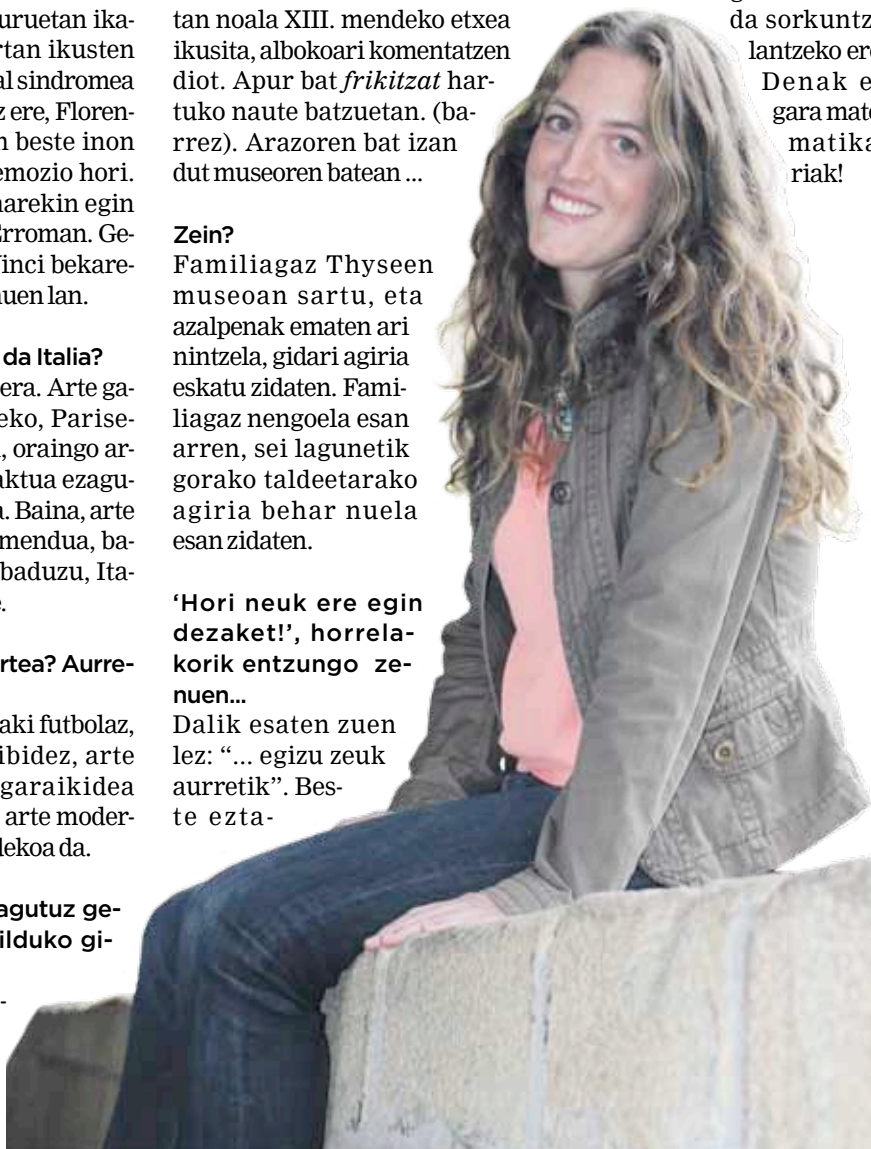 uruetan ika-
rtan ikusten
al sindromea
z ere, Floren-
n beste inon
emozio hori.
narekin egin
Erroman. Ge-
Vinci bekare-
nuen lan.
da Italia?
era. Arte ga-
eko, Parise-
, oraingo ar-
aktua ezagu-
a. Baina, arte
mendua, ba-
baduzu, Ita-
e.
rtea? Aurre-
aki futbolaz,
ibidez, arte
garaikidea
arte moder-
lekoa da.
agutuz ge-
ilduko gi-
-
tan noala XIII. mendeko etxea
ikusita, albokoari komentatzen
diot. Apur bat frikitzat har-
tuko naute batzuetan. (ba-
rrez). Arazoren bat izan
dut museoren batean ...
Zein?
Familiagaz Thyseen
museoan sartu, eta
azalpenak ematen ari
nintzela, gidari agiria
eskatu zidaten. Fami-
liagaz nengoela esan
arren, sei lagunetik
gorako taldeetarako
agiria behar nuela
esan zidaten.
‘Hori neuk ere egin
dezaket!’, horrela-
korik entzungo ze-
nuen...
Dalik esaten zuen
lez: “... egizu zeuk
aurretik”. Bes-
te ezta-
da sorkuntz
lantzeko ere
Denak e
gara mate
matika
riak!